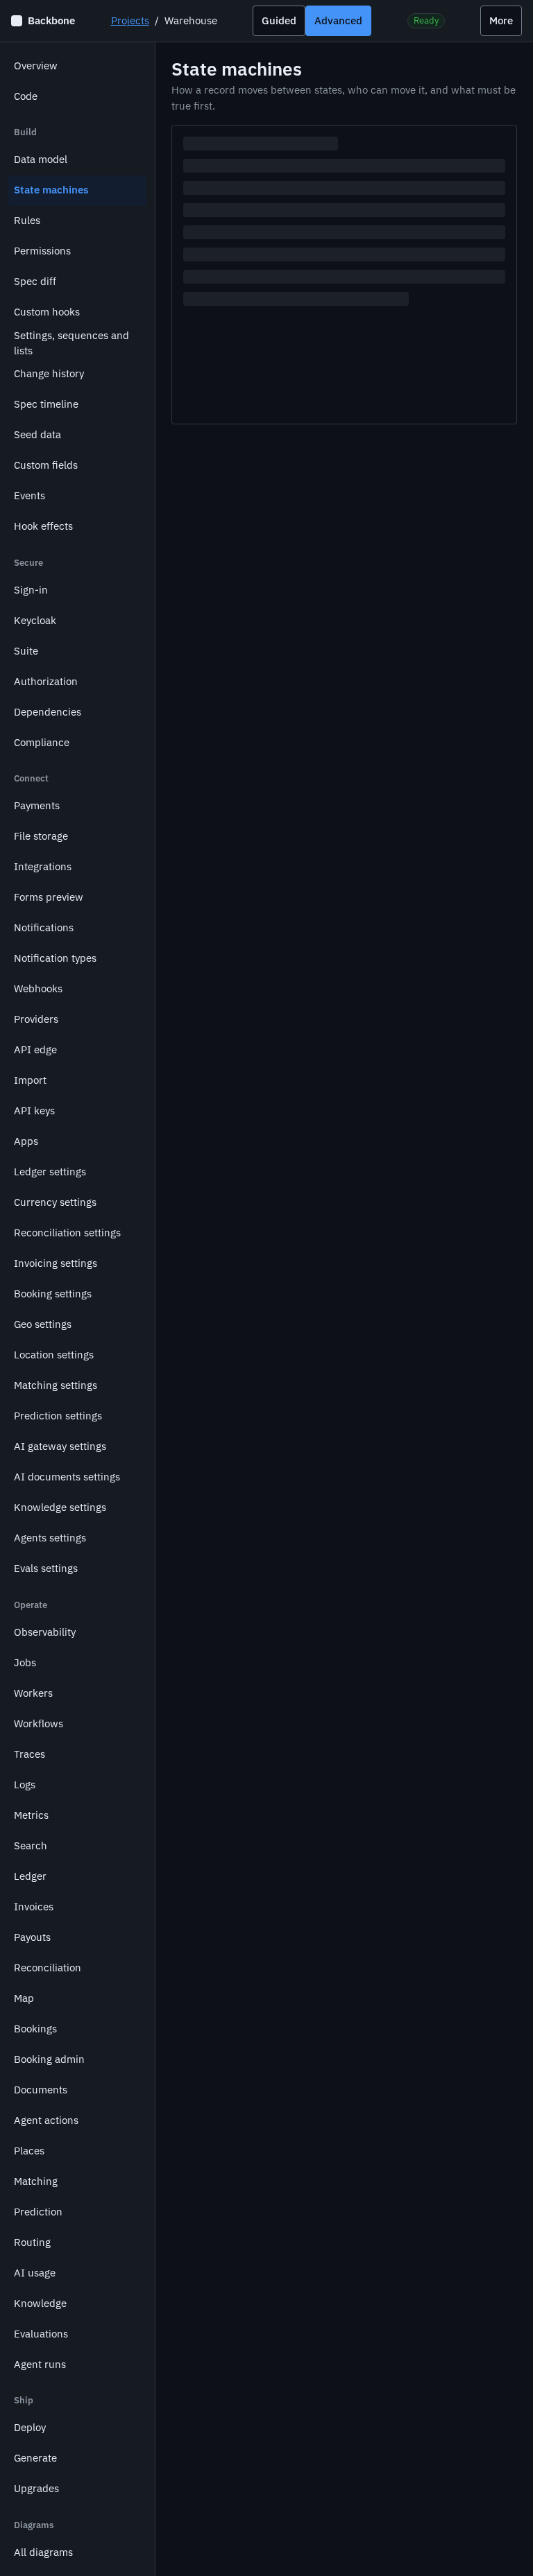 Backbone
Projects / Warehouse
Guided
Advanced
Ready
More
Overview
Code
Build
Data model
State machines
Rules
Permissions
Spec diff
Custom hooks
Settings, sequences and
lists
Change history
Spec timeline
Seed data
Custom fields
Events
Hook effects
Secure
Sign-in
Keycloak
Suite
Authorization
Dependencies
Compliance
Connect
Payments
File storage
Integrations
Forms preview
Notifications
Notification types
Webhooks
Providers
API edge
Import
API keys
Apps
Ledger settings
Currency settings
Reconciliation settings
Invoicing settings
Booking settings
Geo settings
Location settings
Matching settings
Prediction settings
AI gateway settings
AI documents settings
Knowledge settings
Agents settings
Evals settings
Operate
Observability
Jobs
Workers
Workflows
Traces
Logs
Metrics
Search
Ledger
Invoices
Payouts
Reconciliation
Map
Bookings
Booking admin
Documents
Agent actions
Places
Matching
Prediction
Routing
AI usage
Knowledge
Evaluations
Agent runs
Ship
Deploy
Generate
Upgrades
Diagrams
All diagrams
State machines
How a record moves between states, who can move it, and what must be
true first.